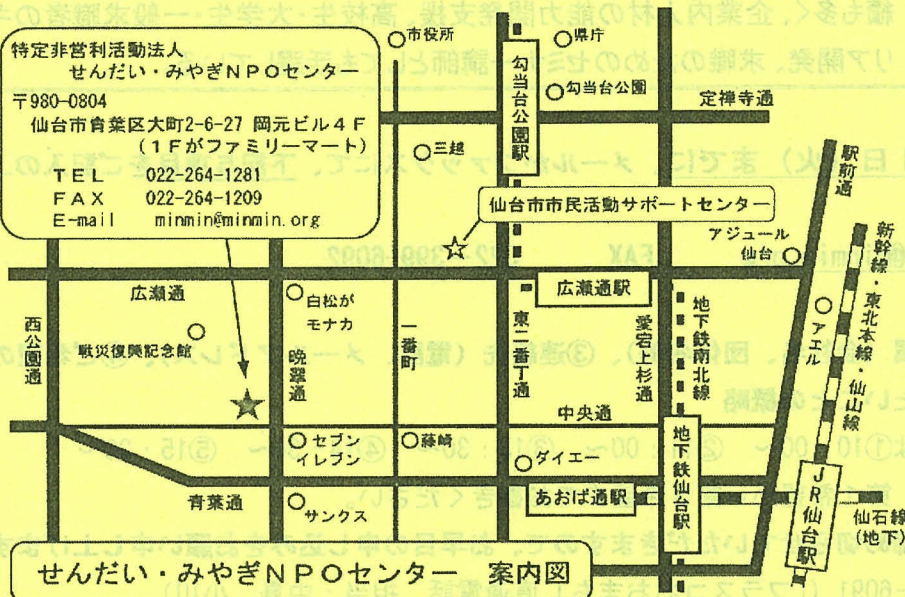 特定非営利活動法人
せんだい・みやぎNPOセンター
〒980-0804
仙台市青葉区大町2-6-27 岡元ビル4F
(1Fがファミリーマート)
TEL 022-264-1281
FAX 022-264-1209
E-mail minmin@minmin.org
市役所
県庁
勾当台公園駅
勾当台公園
定禅寺通
三越
駅前通
仙台市市民活動サポートセンター
アジュール
仙台
新幹線・東北本線・仙山線
広瀬通
広瀬通駅
西公園通
戦災復興記念館
白松が
モナカ
晩翠通
一番町
東二番丁通
愛宕上杉通
地下鉄南北線
アエル
中央通
セブン
イレブン
藤崎
ダイエー
地下鉄仙台駅
JR仙台駅
青葉通
サンクス
あおば通駅
仙石線
(地下)
せんだい・みやぎNPOセンター 案内図